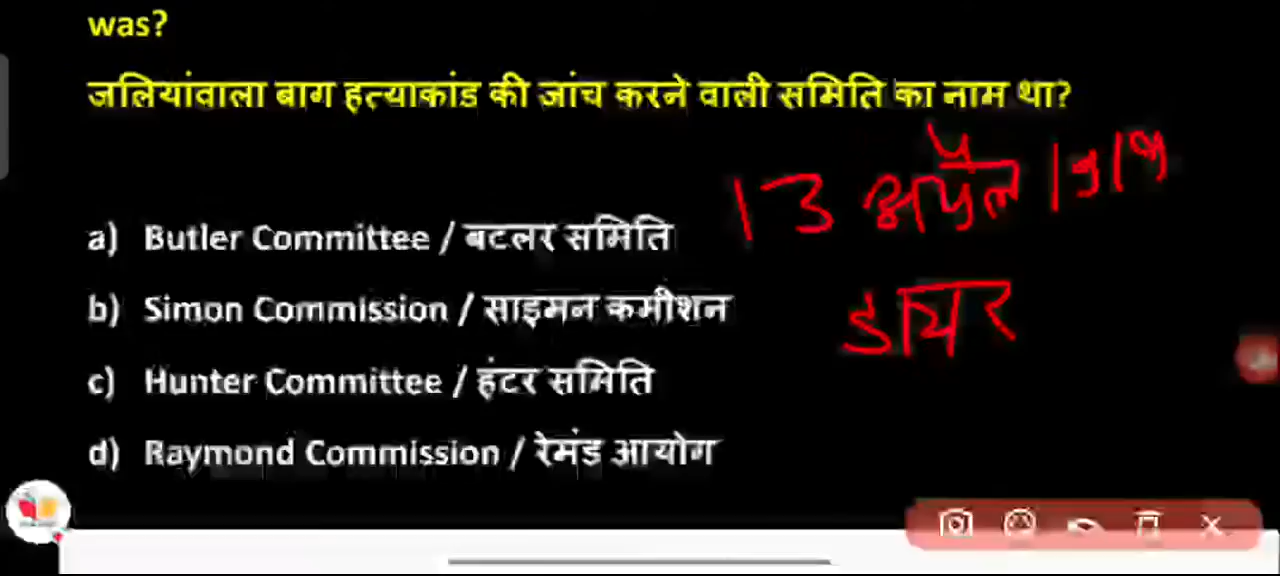 was?
जलियांवाला बाग हत्याकांड की जांच करने वाली समिति का नाम था?
13 अप्रैल 1919
a) Butler Committee / बटलर समिति
b) Simon Commission / साइमन कमीशन
डायर
c) Hunter Committee / हंटर समिति
d) Raymond Commission / रेमंड आयोग